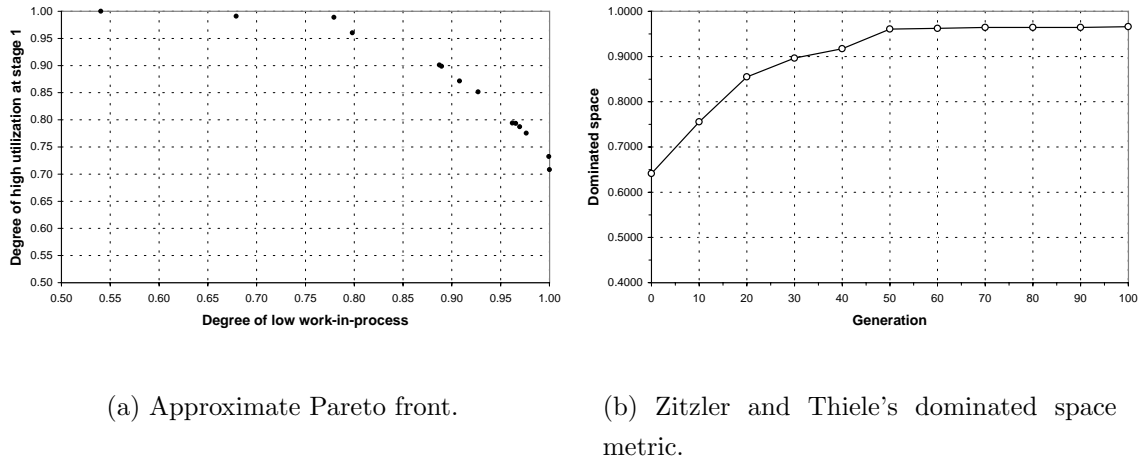 1.00
0.95
0.90
0.85
0.80
0.75
0.70
0.65
0.60
0.55
0.50
Degree of high utilization at stage 1
0.50 0.55 0.60 0.65 0.70 0.75 0.80 0.85 0.90 0.95 1.00
Degree of low work-in-process
(a) Approximate Pareto front.
1.0000
0.9000
0.8000
0.7000
0.6000
0.5000
0.4000
Dominated space
0 10 20 30 40 50 60 70 80 90 100
Generation
(b) Zitzler and Thiele's dominated space
metric.